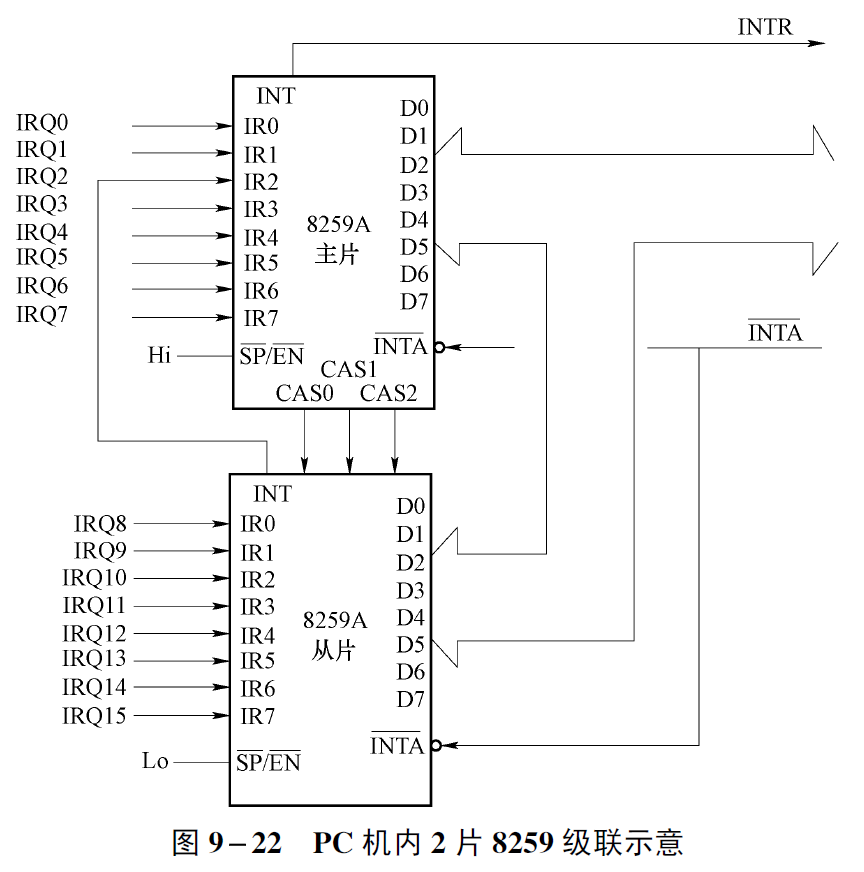 INTR
INT
D0
IRQ0 IR0
D1
IRQ1 IR1
D2
IRQ2 IR2
D3
IRQ3 IR3
8259A
D4
IRQ4 IR4
主片
D5
IRQ5 IR5
D6
IRQ6 IR6
D7
IRQ7 IR7
INTA
INTA
Hi SP/EN
CAS1
CAS0 CAS2
INT
D0
IRQ8 IR0
D1
IRQ9 IR1
D2
IRQ10 IR2
D3
IRQ11 IR3
8259A
D4
IRQ12 IR4
从片
D5
IRQ13 IR5
D6
IRQ14 IR6
D7
IRQ15 IR7
INTA
Lo SP/EN
图 9-22 PC 机内 2 片 8259 级联示意